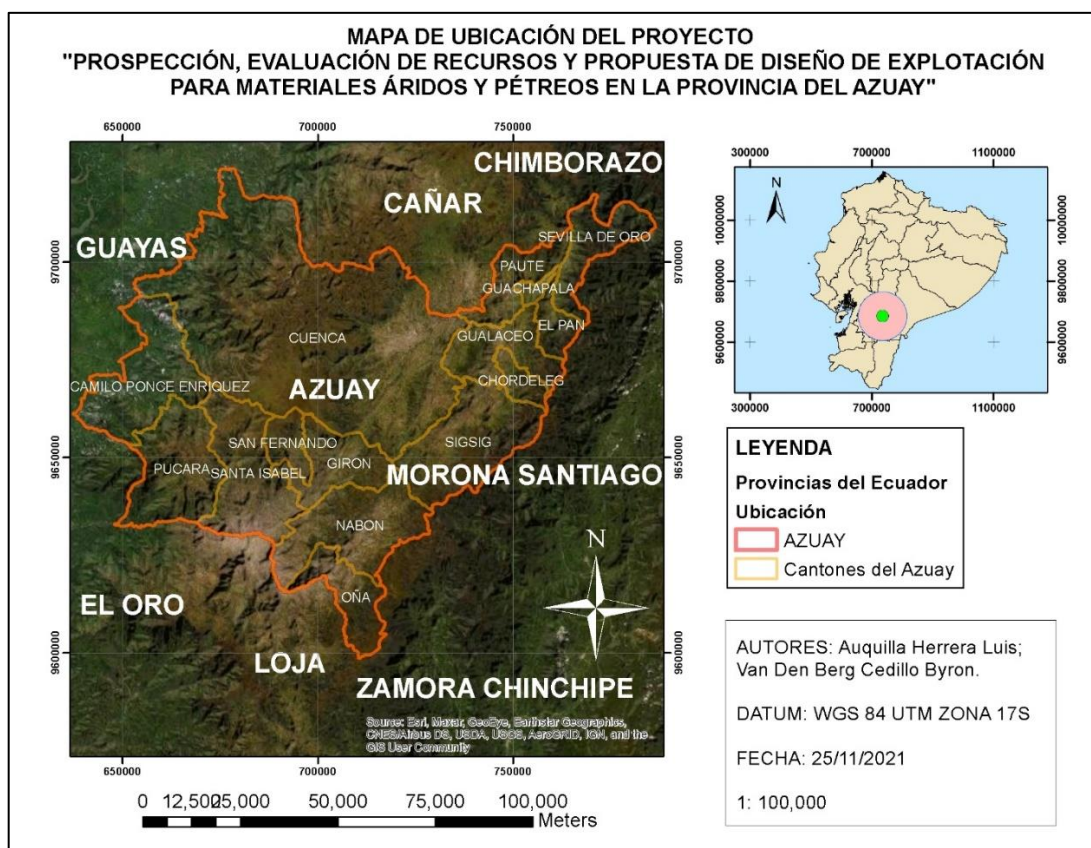 MAPA DE UBICACIÓN DEL PROYECTO
"PROSPECCIÓN, EVALUACIÓN DE RECURSOS Y PROPUESTA DE DISEÑO DE EXPLOTACIÓN
PARA MATERIALES ÁRIDOS Y PÉTREOS EN LA PROVINCIA DEL AZUAY"
650000 700000 750000
CHIMBORAZO
CAÑAR
GUAYAS
SEVILLA DE ORO
9700000 9700000
PAUTE
GUACHAPALA
EL PAN
CUENCA
GUALACEO
CHORDELEG
CAMILO PONCE ENRIQUEZ
AZUAY
SAN FERNANDO
SIGSIG
9650000 9650000
PUCARA
SANTA ISABEL
GIRON
MORONA SANTIAGO
NABON
N
OÑA
EL ORO
LOJA
9600000 9600000
ZAMORA CHINCHIPE
Source: Esri, Maxar, GeoEye, Earthstar Geographics,
CNES/Airbus DS, USDA, USGS, AeroGRID, IGN, and the
GIS User Community
650000 700000 750000
0 12,500 25,000 50,000 75,000 100,000
Meters
300000 700000 1100000
N
10000000 10000000
9800000 9800000
9600000 9600000
300000 700000 1100000
LEYENDA
Provincias del Ecuador
Ubicación
AZUAY
Cantones del Azuay
AUTORES: Auquilla Herrera Luis;
Van Den Berg Cedillo Byron.
DATUM: WGS 84 UTM ZONA 17S
FECHA: 25/11/2021
1: 100,000